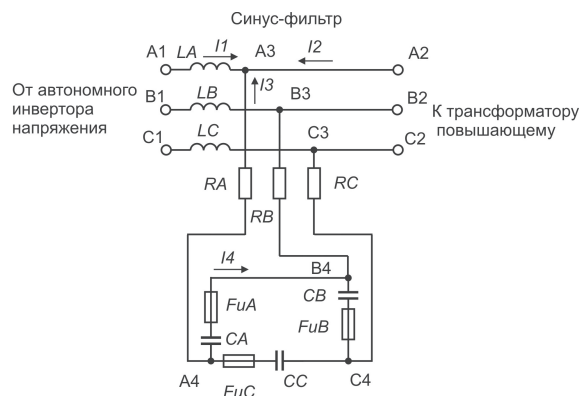 Синус-фильтр
A1 LA I1 A3 I2 A2
I3
От автономного
инвертора
напряжения
B1 LB B3 B2
К трансформатору
повышающему
C1 LC C3 C2
RA RC
RB
I4 B4
FuA CB
FuB
CA
A4 CC C4
FuC